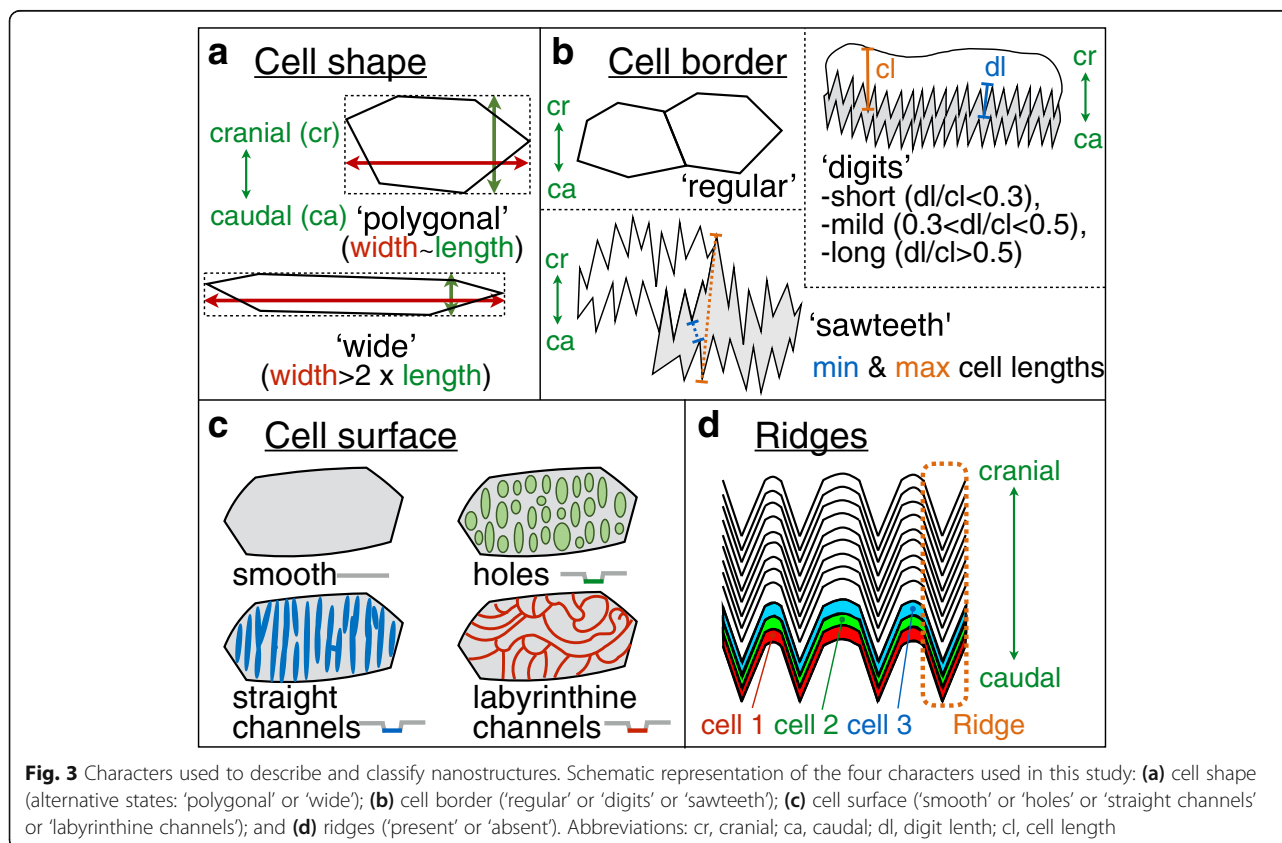 a Cell shape
cranial (cr)
caudal (ca)
‘polygonal’
(width~length)
‘wide’
(width>2 x length)
b Cell border
cr
ca
‘regular’
cl
dl
cr
ca
‘digits’
-short (dl/cl<0.3),
-mild (0.3<dl/cl<0.5),
-long (dl/cl>0.5)
cr
ca
‘sawteeth'
min & max cell lengths
c Cell surface
smooth
holes
straight
channels
labyrinthine
channels
d Ridges
cranial
caudal
cell 1 cell 2 cell 3 Ridge
Fig. 3 Characters used to describe and classify nanostructures. Schematic representation of the four characters used in this study: (a) cell shape
(alternative states: ‘polygonal’ or ‘wide’); (b) cell border (‘regular’ or ‘digits’ or ‘sawteeth’); (c) cell surface (‘smooth’ or ‘holes’ or ‘straight channels’
or ‘labyrinthine channels’); and (d) ridges (‘present’ or ‘absent’). Abbreviations: cr, cranial; ca, caudal; dl, digit lenth; cl, cell length